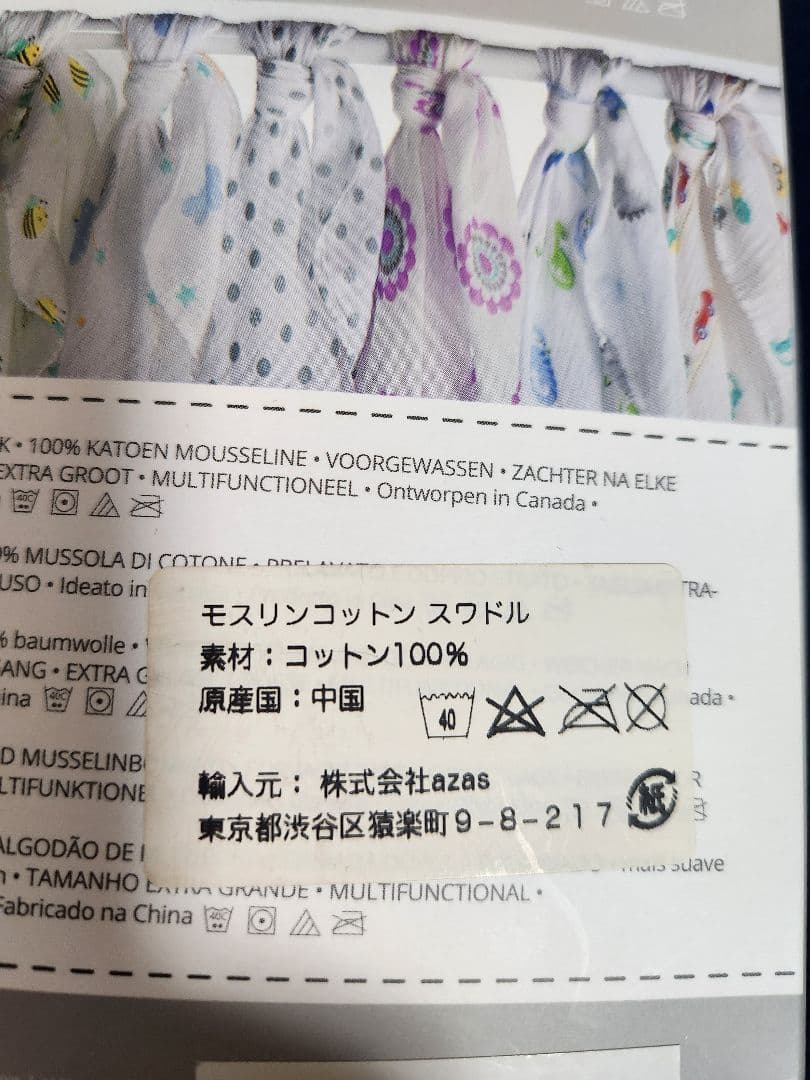 K • 100% KATOEN MOUSSELINE • VOORGEWASSEN • ZACHTER NA ELKE
EXTRA GROOT • MULTIFUNCTIONEEL • Ontworpen in Canada •
% MUSSOLA DI COTONE •
USO • Ideato in
TRA-
% baumwolle •
ANG • EXTRA G
ina
ada •
モスリンコットン スワドル
素材：コットン100%
原産国：中国
40
輸入元： 株式会社azas
東京都渋谷区猿楽町9-8-217
紙
D MUSSELINB
LTIFUNKTIONE
R
ALGODÃO DE
mais suave
• TAMANHO EXTRA GRANDE • MULTIFUNCTIONAL •
Fabricado na China